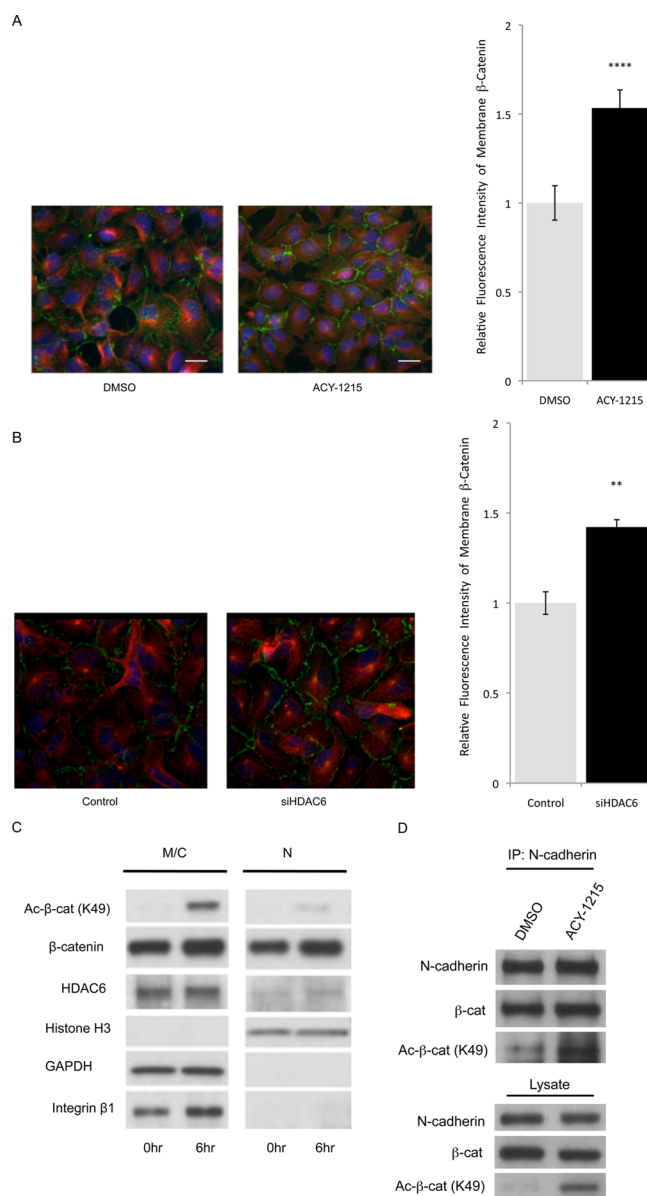 A
Relative Fluorescence Intensity of Membrane β-Catenin
2
1.5
1
0.5
0
****
DMSO
ACY-1215
DMSO
ACY-1215
B
Relative Fluorescence Intensity of Membrane β-Catenin
2
1.5
1
0.5
0
**
Control
siHDAC6
Control
siHDAC6
C
M/C
N
Ac-β-cat (K49)
β-catenin
HDAC6
Histone H3
GAPDH
Integrin β1
0hr
6hr
0hr
6hr
D
IP: N-cadherin
DMSO
ACY-1215
N-cadherin
β-cat
Ac-β-cat (K49)
Lysate
N-cadherin
β-cat
Ac-β-cat (K49)